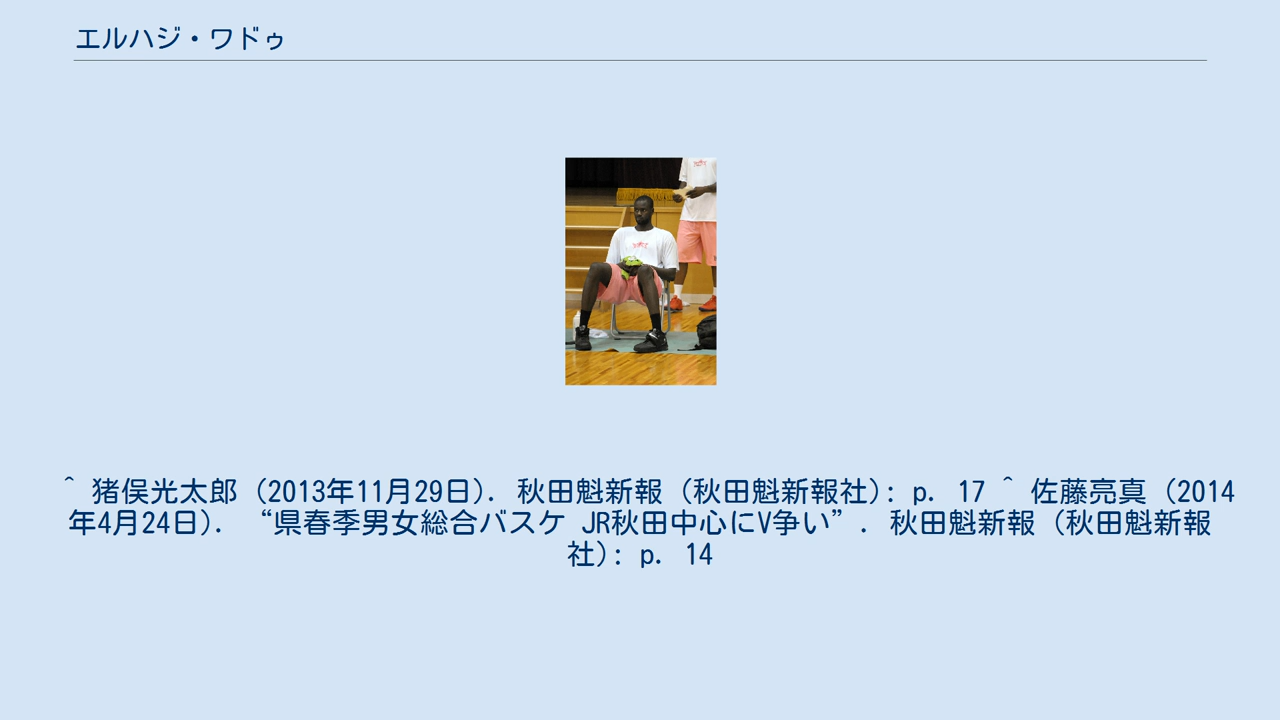 エルハジ・ワドゥ
^ 猪俣光太郎 (2013年11月29日). 秋田魁新報 (秋田魁新報社): p. 17 ^ 佐藤亮真 (2014
年4月24日). “県春季男女総合バスケ JR秋田中心にV争い”. 秋田魁新報 (秋田魁新報
社): p. 14